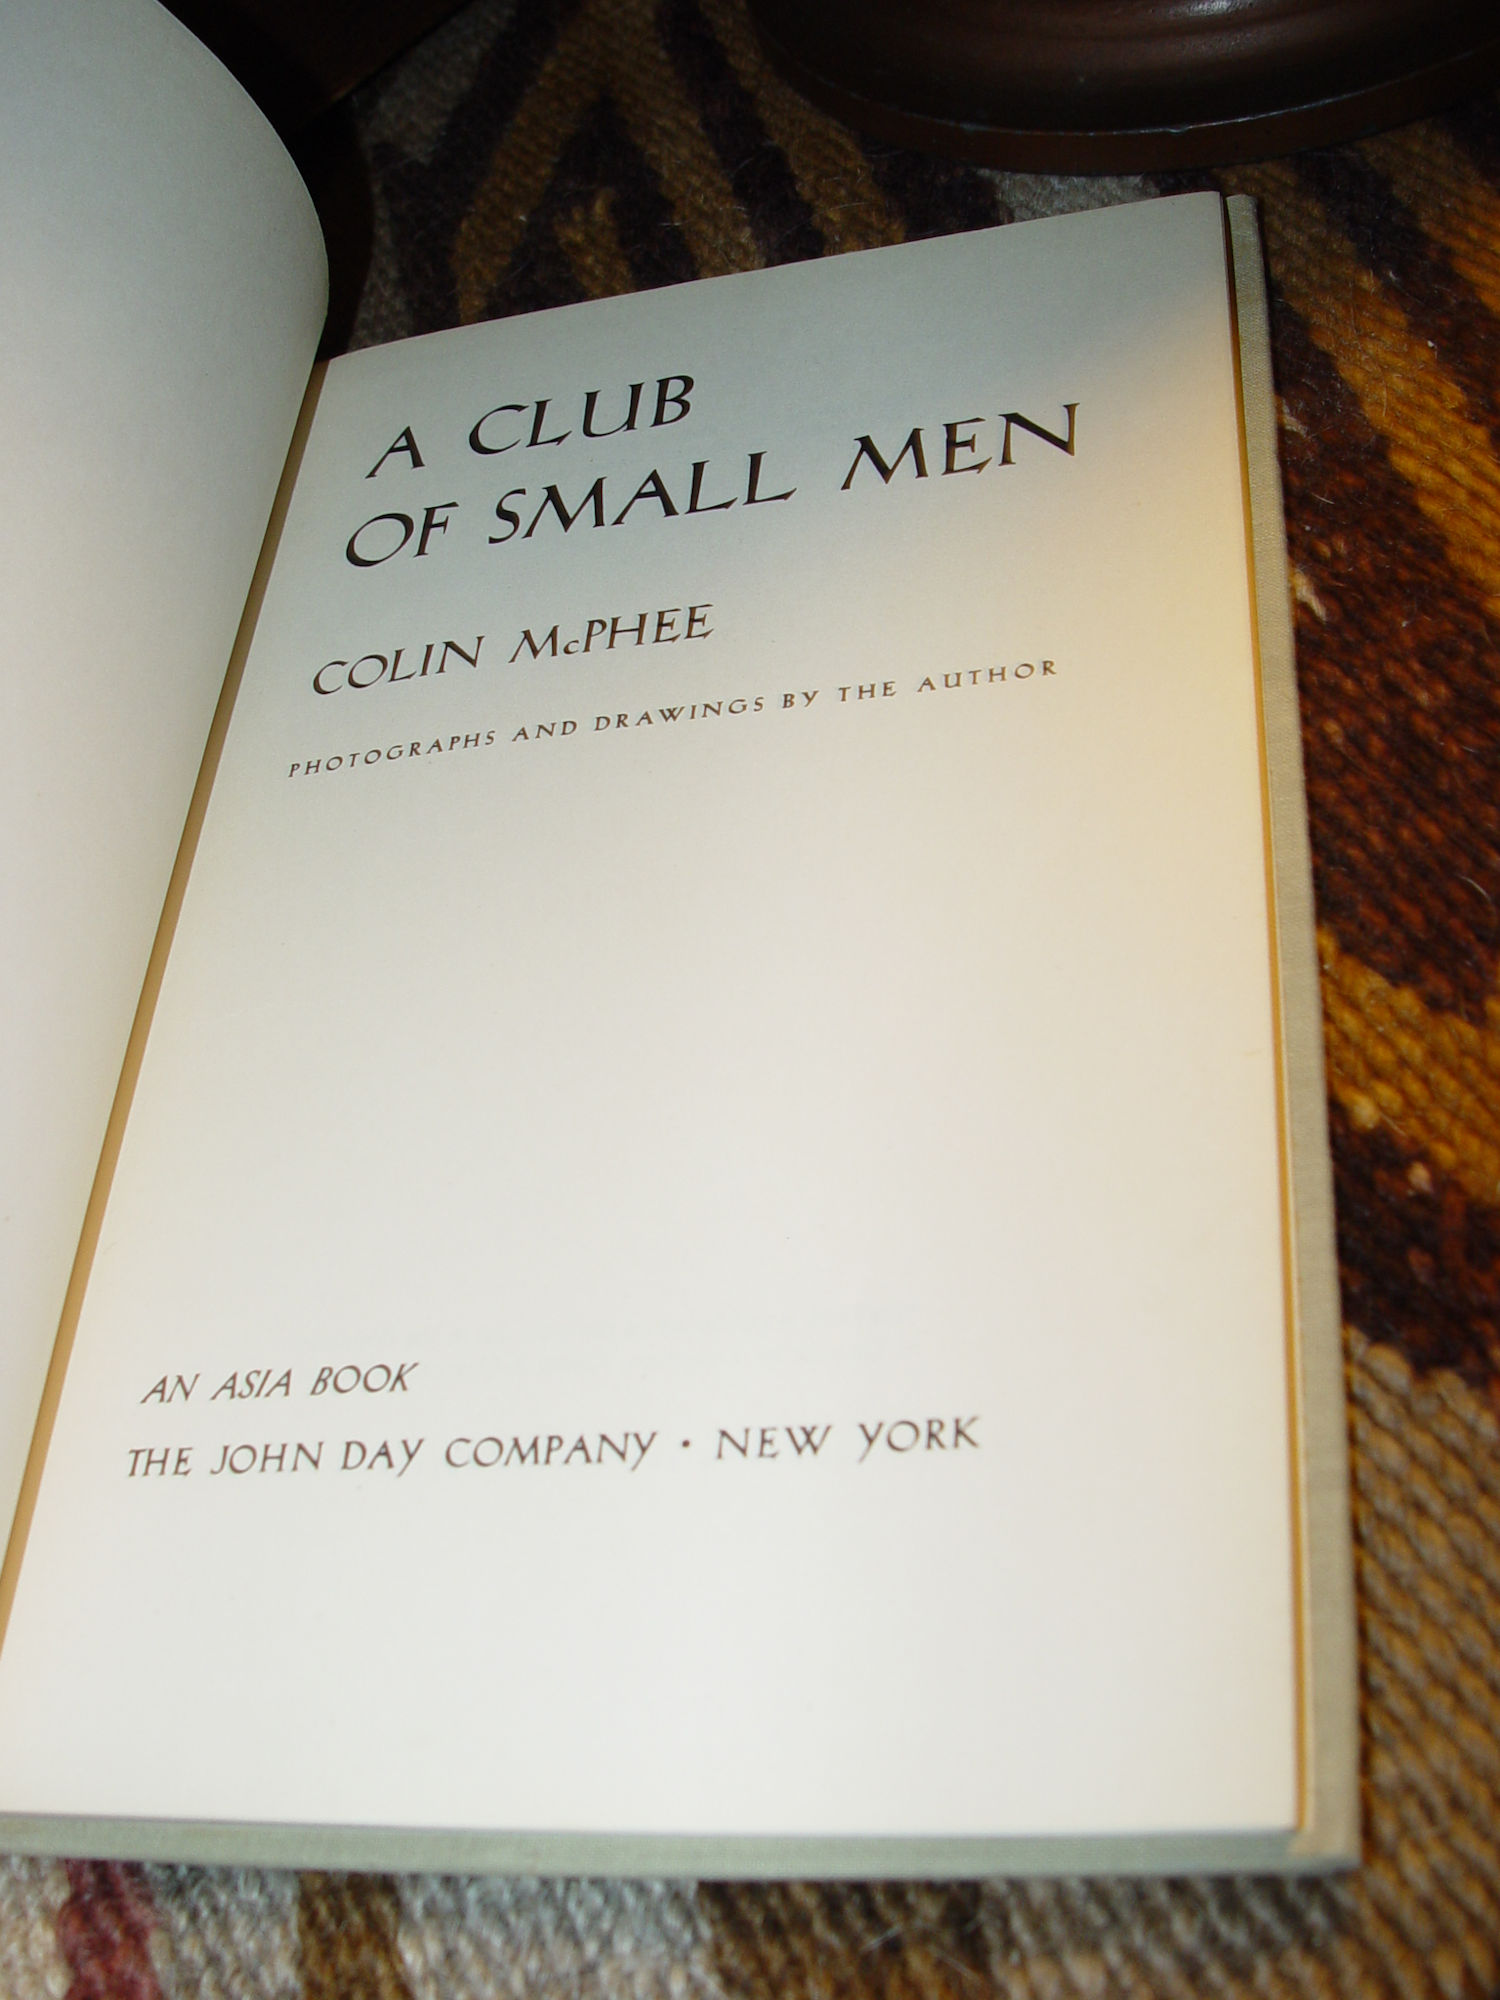 A CLUB
OF SMALL MEN
COLIN McPHEE
PHOTOGRAPHS AND DRAWINGS BY THE AUTHOR
AN ASIA BOOK
THE JOHN DAY COMPANY • NEW YORK